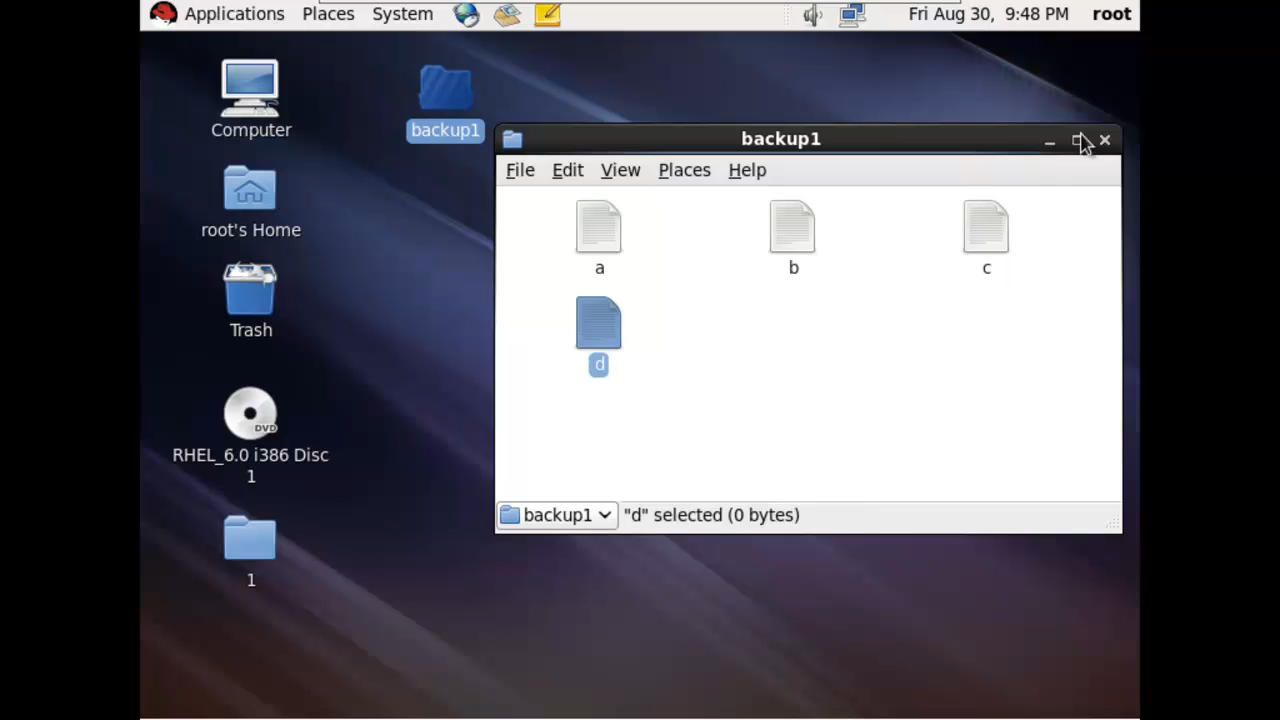 Applications Places System Fri Aug 30, 9:48 PM root
Computer
backup1
root's Home
Trash
DVD
RHEL_6.0 i386 Disc
1
1
backup1
File Edit View Places Help
a b c
d
backup1 "d" selected (0 bytes)